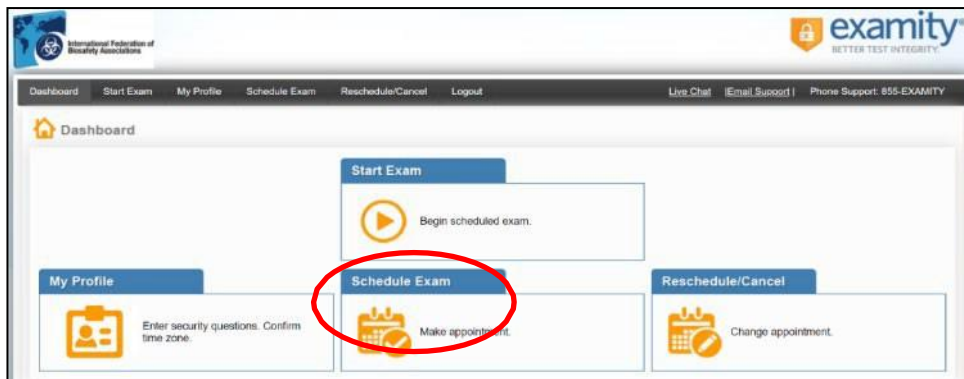 International Federation of
Biosafety Associations
examity
BETTER TEST INTEGRITY.
Dashboard Start Exam My Profile Schedule Exam Reschedule/Cancel Logout Live Chat |Email Support| Phone Support: 855-EXAMITY
Dashboard
Start Exam
Begin scheduled exam.
My Profile Schedule Exam Reschedule/Cancel
Enter security questions. Confirm
time zone.
Make appointment.
Change appointment.